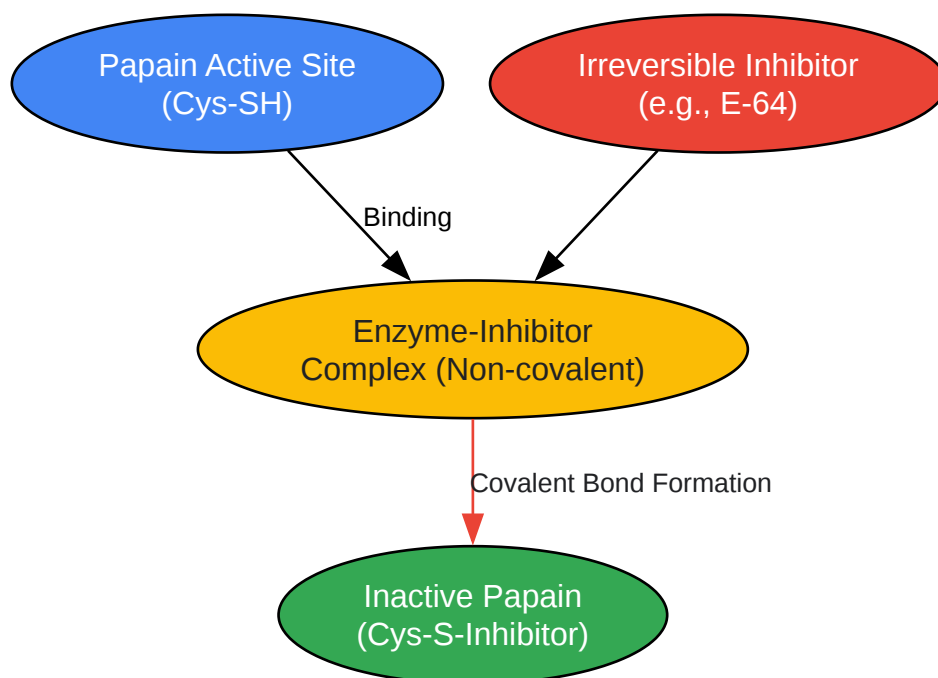 Papain Active Site
(Cys-SH)
Irreversible Inhibitor
(e.g., E-64)
Binding
Enzyme-Inhibitor
Complex (Non-covalent)
Covalent Bond Formation
Inactive Papain
(Cys-S-Inhibitor)